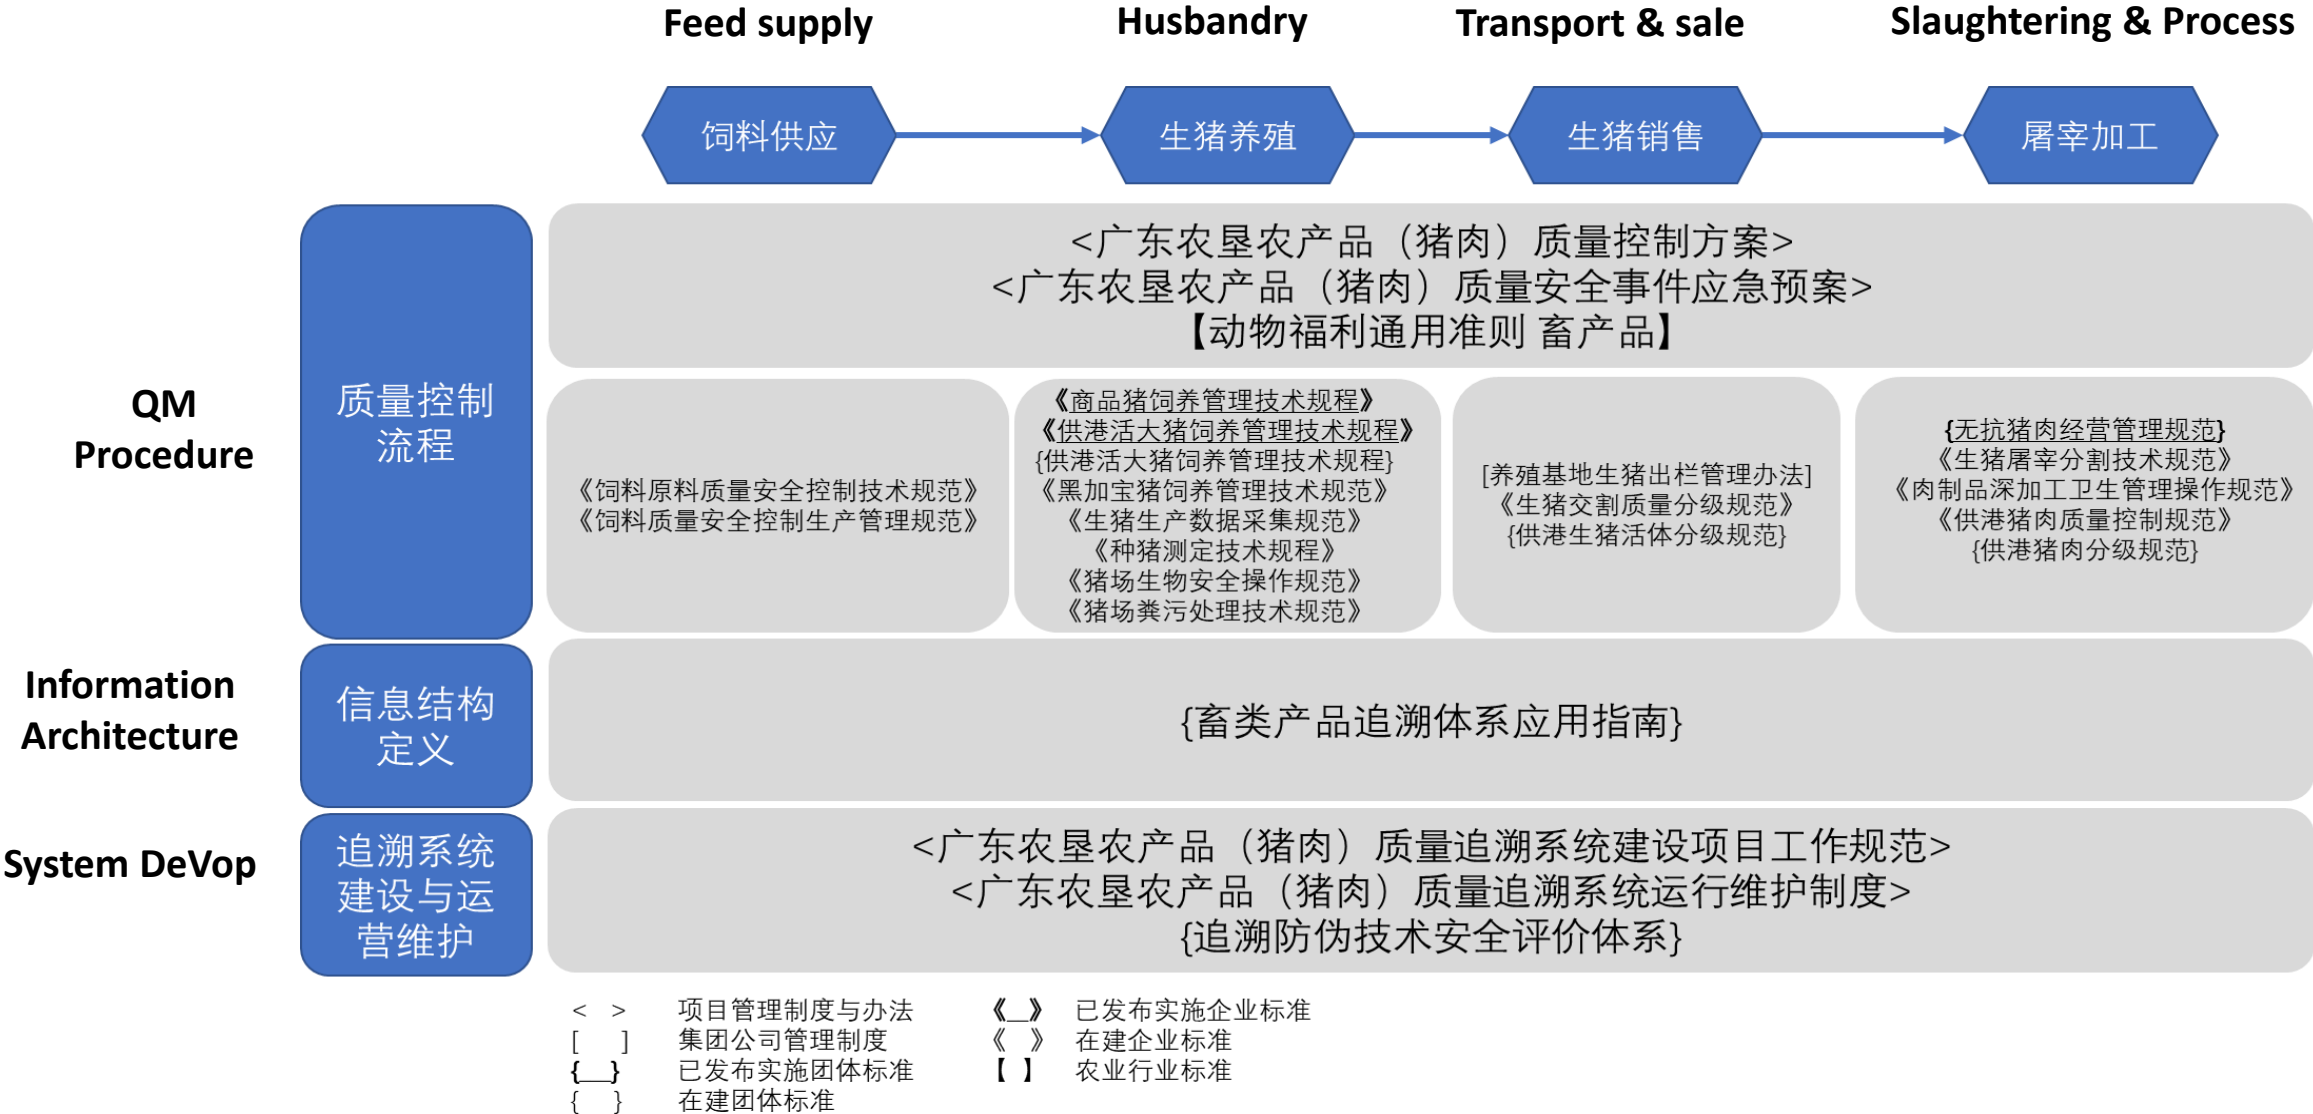 Feed supply
Husbandry
Transport & sale
Slaughtering & Process
饲料供应
生猪养殖
生猪销售
屠宰加工
QM
Procedure
质量控制
流程
<广东农垦农产品（猪肉）质量控制方案>
<广东农垦农产品（猪肉）质量安全事件应急预案>
【动物福利通用准则 畜产品】
《饲料原料质量安全控制技术规范》
《饲料质量安全控制生产管理规范》
《商品猪饲养管理技术规程》
《供港活大猪饲养管理技术规程》
{供港活大猪饲养管理技术规程}
《黑加宝猪饲养管理技术规范》
《生猪生产数据采集规范》
《种猪测定技术规程》
《猪场生物安全操作规范》
《猪场粪污处理技术规范》
[养殖基地生猪出栏管理办法]
《生猪交割质量分级规范》
{供港生猪活体分级规范}
{无抗猪肉经营管理规范}
《生猪屠宰分割技术规范》
《肉制品深加工卫生管理操作规范》
《供港猪肉质量控制规范》
{供港猪肉分级规范}
Information
Architecture
信息结构
定义
{畜类产品追溯体系应用指南}
System DeVop
追溯系统
建设与运
营维护
<广东农垦农产品（猪肉）质量追溯系统建设项目工作规范>
<广东农垦农产品（猪肉）质量追溯系统运行维护制度>
{追溯防伪技术安全评价体系}
< > 项目管理制度与办法
[ ] 集团公司管理制度
{__} 已发布实施团体标准
{ } 在建团体标准
《_》 已发布实施企业标准
《 》 在建企业标准
【 】 农业行业标准